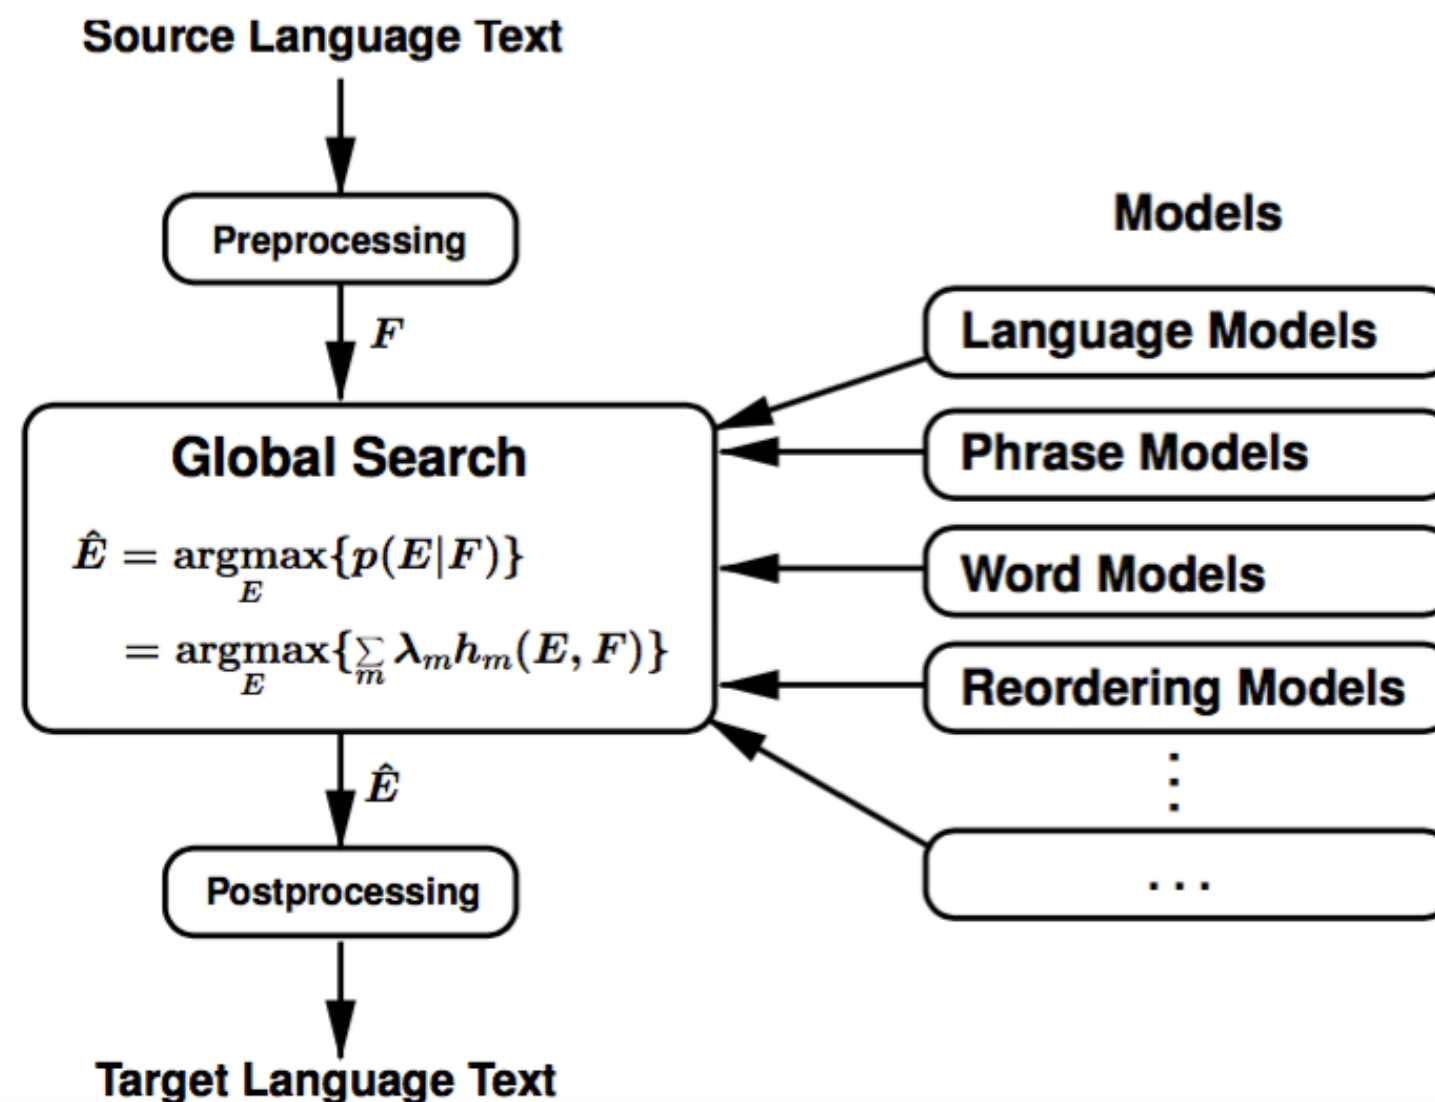 Source Language Text
Preprocessing
F
Global Search
Ê = argmax{p(E|F)}
E
= argmax{∑ λₘhₘ(E, F)}
E m
Ê
Postprocessing
Target Language Text
Models
Language Models
Phrase Models
Word Models
Reordering Models
⋮
...